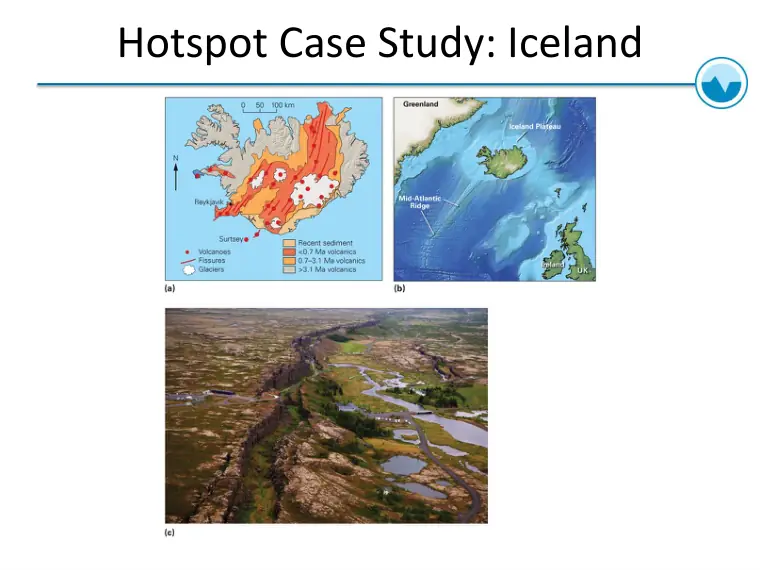 Hotspot Case Study: Iceland
0 50 100 km
N
Reykjavik
Surtsey
Volcanoes
Fissures
Glaciers
Recent sediment
<0.7 Ma volcanics
0.7–3.1 Ma volcanics
>3.1 Ma volcanics
(a)
Greenland
Iceland Plateau
Mid-Atlantic
Ridge
Ireland
UK
(b)
(c)